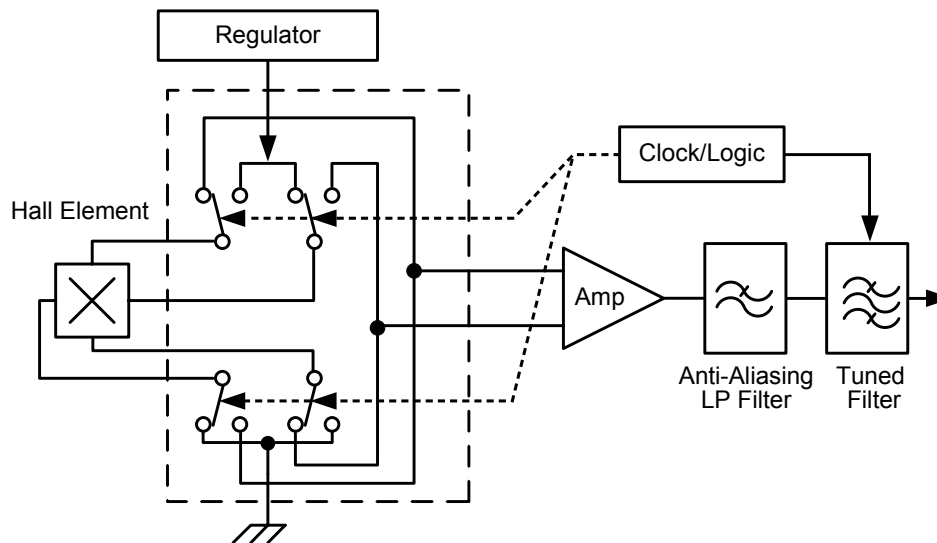 Regulator
Clock/Logic
Hall Element
Amp
Anti-Aliasing
LP Filter
Tuned
Filter